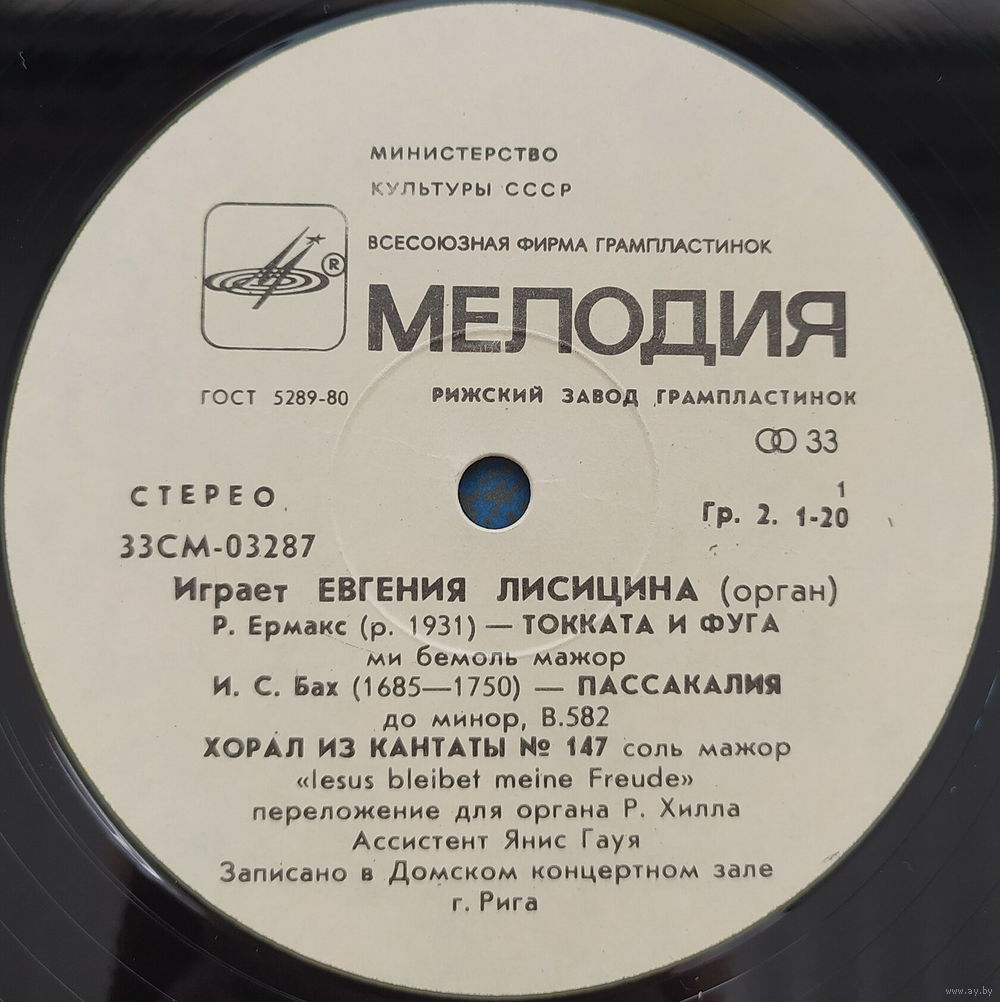 МИНИСТЕРСТВО
КУЛЬТУРЫ СССР
ВСЕСОЮЗНАЯ ФИРМА ГРАМПЛАСТИНОК
®
МЕЛОДИЯ
ГОСТ 5289-80
РИЖСКИЙ ЗАВОД ГРАМПЛАСТИНОК
33
СТЕРЕО
1
Гр. 2. 1-20
33СМ-03287
Играет ЕВГЕНИЯ ЛИСИЦИНА (орган)
Р. Ермакс (р. 1931) — ТОККАТА И ФУГА
ми бемоль мажор
И. С. Бах (1685—1750) — ПАССАКАЛИЯ
до минор, В.582
ХОРАЛ ИЗ КАНТАТЫ № 147 соль мажор
«Iesus bleibet meine Freude»
переложение для органа Р. Хилла
Ассистент Янис Гауя
Записано в Домском концертном зале
г. Рига
www.ay.by